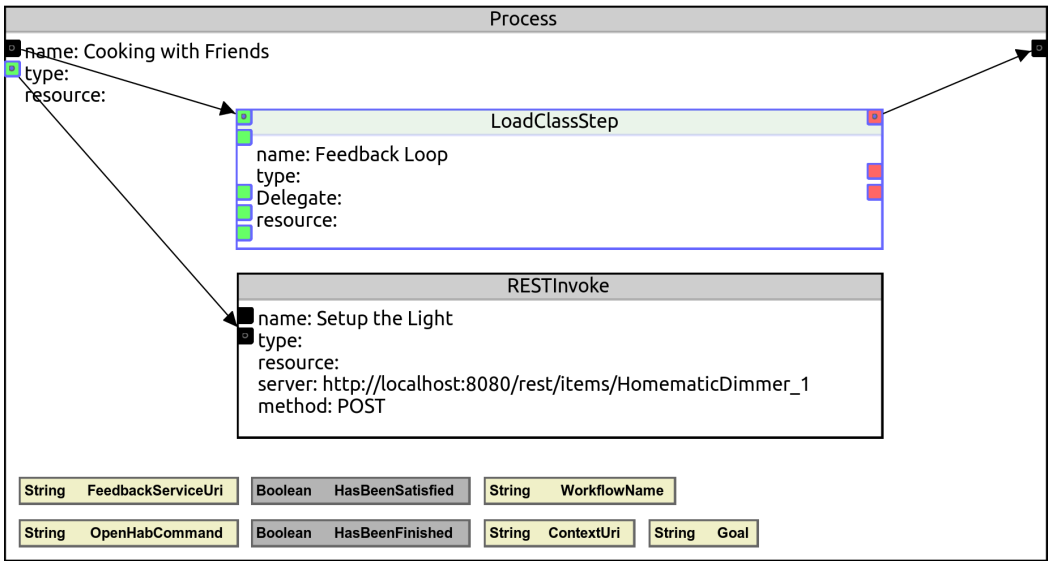 Process
name: Cooking with Friends
type:
resource:
LoadClassStep
name: Feedback Loop
type:
Delegate:
resource:
RESTInvoke
name: Setup the Light
type:
resource:
server: http://localhost:8080/rest/items/HomematicDimmer_1
method: POST
String FeedbackServiceUri Boolean HasBeenSatisfied String WorkflowName
String OpenHabCommand Boolean HasBeenFinished String ContextUri String Goal